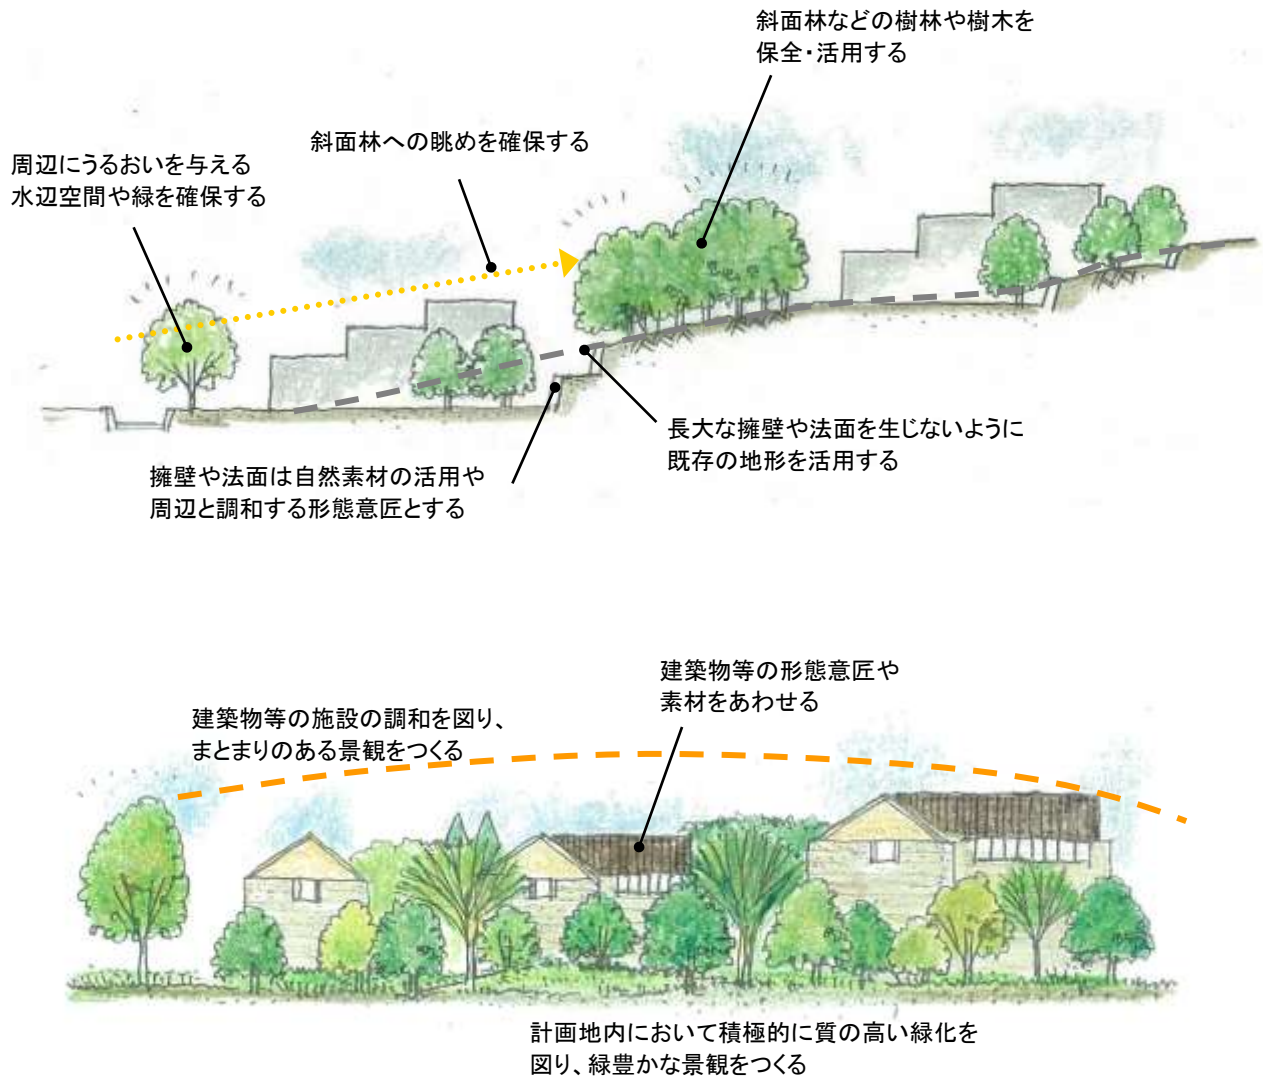 斜面林などの樹林や樹木を
保全・活用する
斜面林への眺めを確保する
周辺にうるおいを与える
水辺空間や緑を確保する
長大な擁壁や法面を生じないように
既存の地形を活用する
擁壁や法面は自然素材の活用や
周辺と調和する形態意匠とする
建築物等の形態意匠や
素材をあわせる
建築物等の施設の調和を図り、
まとまりのある景観をつくる
計画地内において積極的に質の高い緑化を
図り、緑豊かな景観をつくる